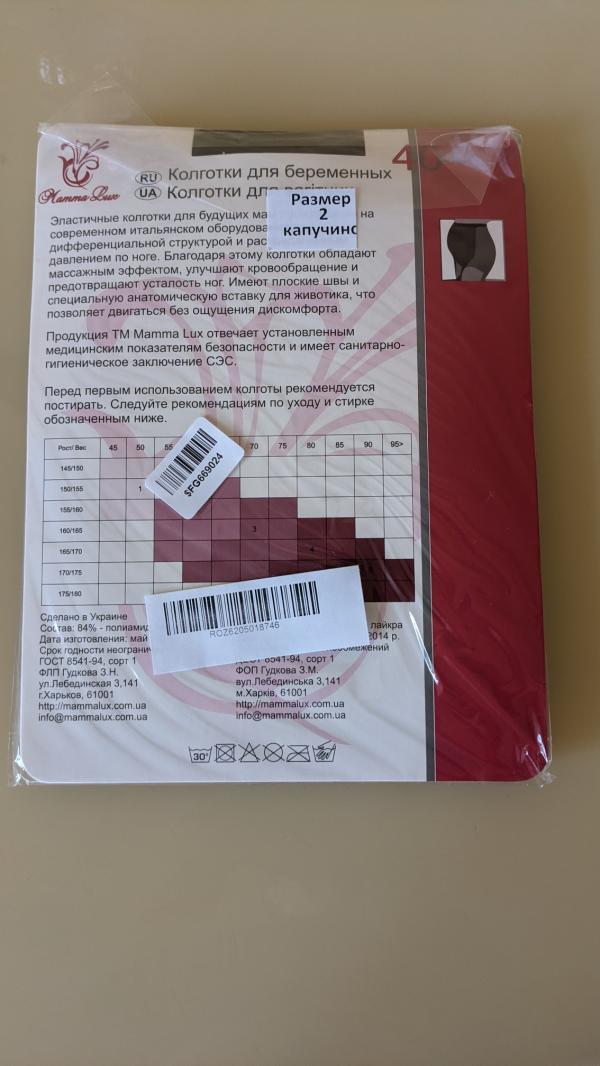 Mamma Lux
RU Колготки для беременных
UA Колготки для
40
Размер
2
капучино
Эластичные колготки для будущих на
современном итальянском
дифференциальной структурой и
давлением по ноге. Благодаря этому колготки обладают
массажным эффектом, улучшают кровообращение и
предотвращают усталость ног. Имеют плоские швы и
специальную анатомическую вставку для животика, что
позволяет двигаться без ощущения дискомфорта.
Продукция ТМ Mamma Lux отвечает установленным
медицинским показателям безопасности и имеет санитарно-
гигиеническое заключение СЭС.
Перед первым использованием колготы рекомендуется
постирать. Следуйте рекомендациям по уходу и стирке
обозначенным ниже.
Рост/ Вес 45 50 55 70 75 80 85 90 95>
145/150
150/155 1
155/160
160/165 3
165/170 4
170/175
175/180
$FG669024
ROZ6205018746
Сделано в Украине
Состав: 84% - полиамид лайкра
Дата изготовления: май 2014 р.
Срок годности
ГОСТ 8541-94, сорт 1
ФЛП Гудкова З.Н.
ул.Лебединская 3,141
г.Харьков, 61001
http://mammalux.com.ua
info@mammalux.com.ua
ДСТ 8541-94, сорт 1
ФОП Гудкова З.М.
вул.Лебединська 3,141
м.Харків, 61001
http://mammalux.com.ua
info@mammalux.com.ua
30°